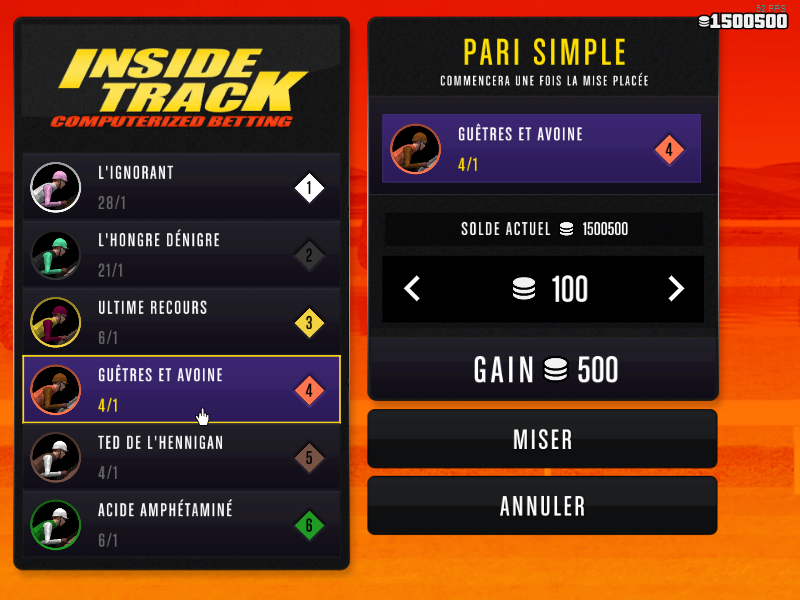 52 FPS
1500500
INSIDE
TRACK
COMPUTERIZED BETTING
L'IGNORANT
28/1
1
L'HONGRE DÉNIGRE
21/1
2
ULTIME RECOURS
6/1
3
GUÊTRES ET AVOINE
4/1
4
TED DE L'HENNIGAN
4/1
5
ACIDE AMPHÉTAMINÉ
6/1
6
PARI SIMPLE
COMMENCERA UNE FOIS LA MISE PLACÉE
GUÊTRES ET AVOINE
4/1
4
SOLDE ACTUEL 1500500
100
GAIN 500
MISER
ANNULER